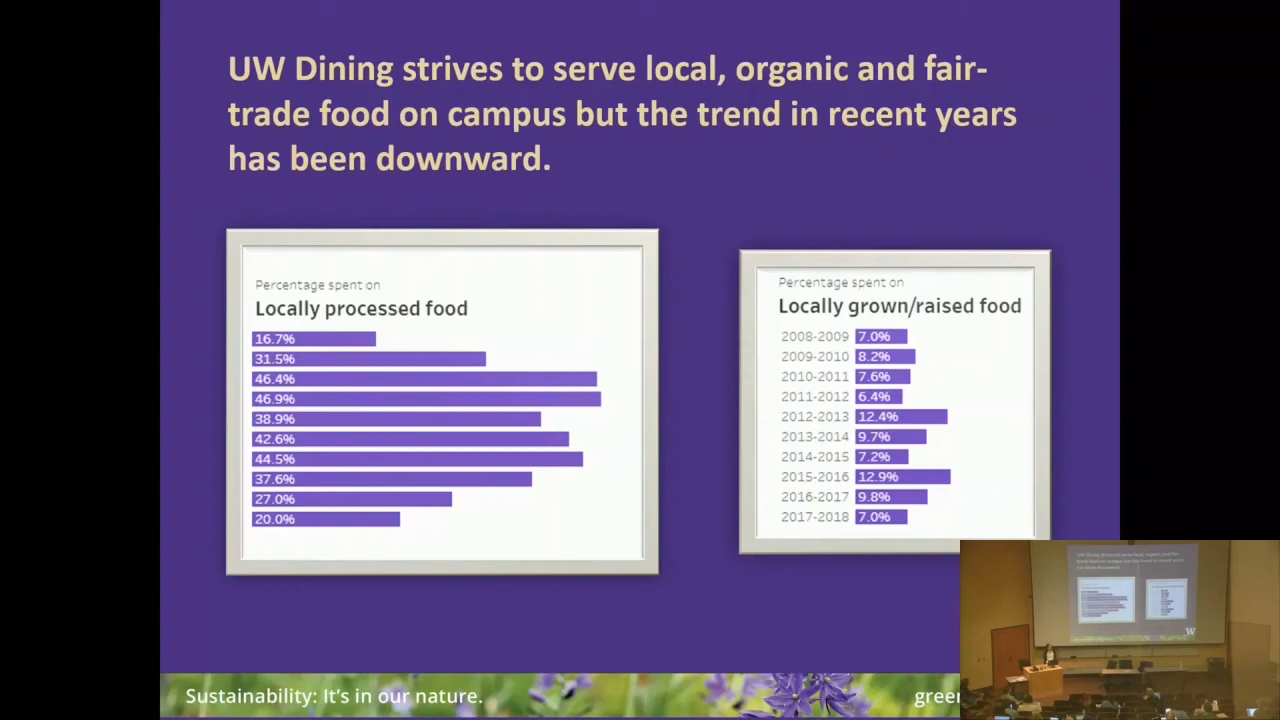 UW Dining strives to serve local, organic and fair-
trade food on campus but the trend in recent years
has been downward.
Percentage spent on
Locally processed food
16.7%
31.5%
46.4%
46.9%
38.9%
42.6%
44.5%
37.6%
27.0%
20.0%
Percentage spent on
Locally grown/raised food
2008-2009 7.0%
2009-2010 8.2%
2010-2011 7.6%
2011-2012 6.4%
2012-2013 12.4%
2013-2014 9.7%
2014-2015 7.2%
2015-2016 12.9%
2016-2017 9.8%
2017-2018 7.0%
Sustainability: It's in our nature.
green
W